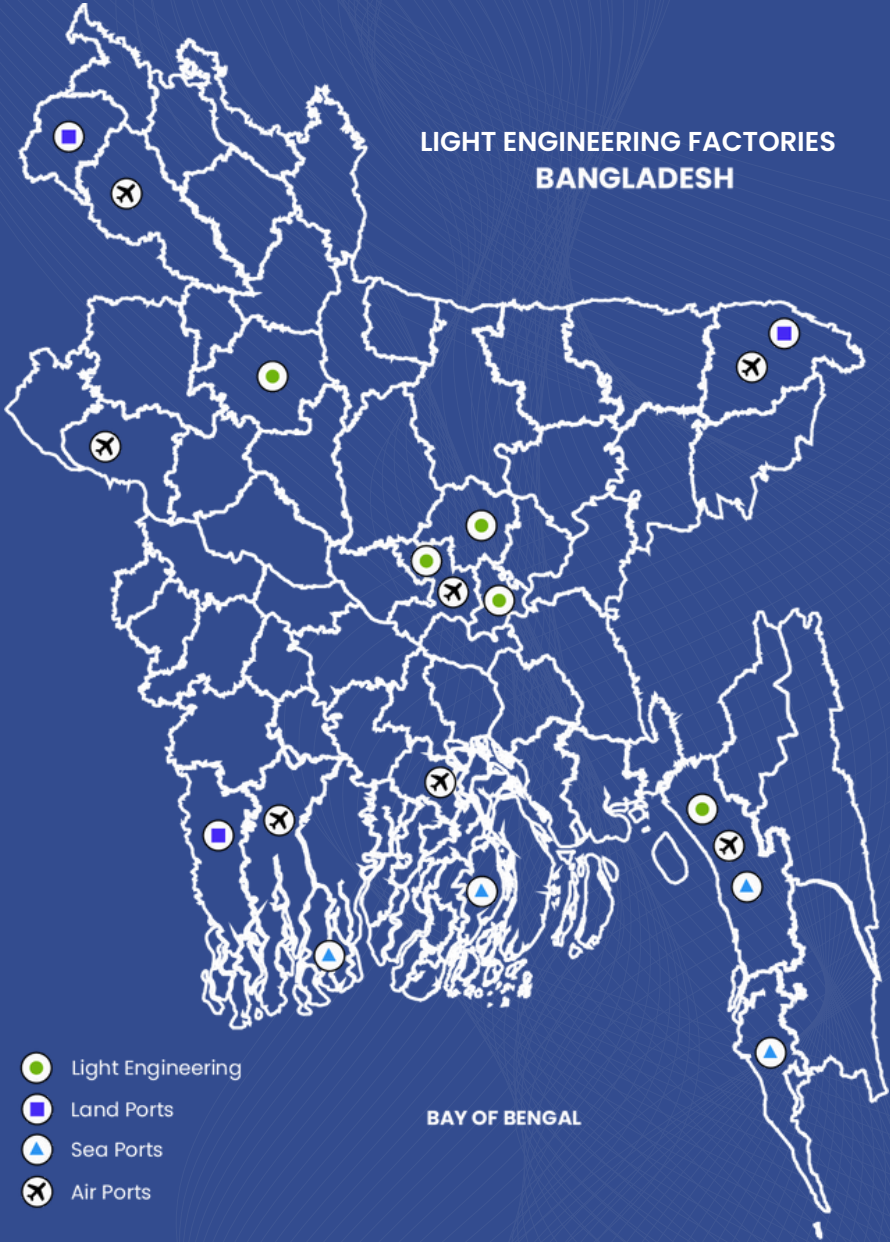 LIGHT ENGINEERING FACTORIES
BANGLADESH
Light Engineering
Land Ports
Sea Ports
Air Ports
BAY OF BENGAL